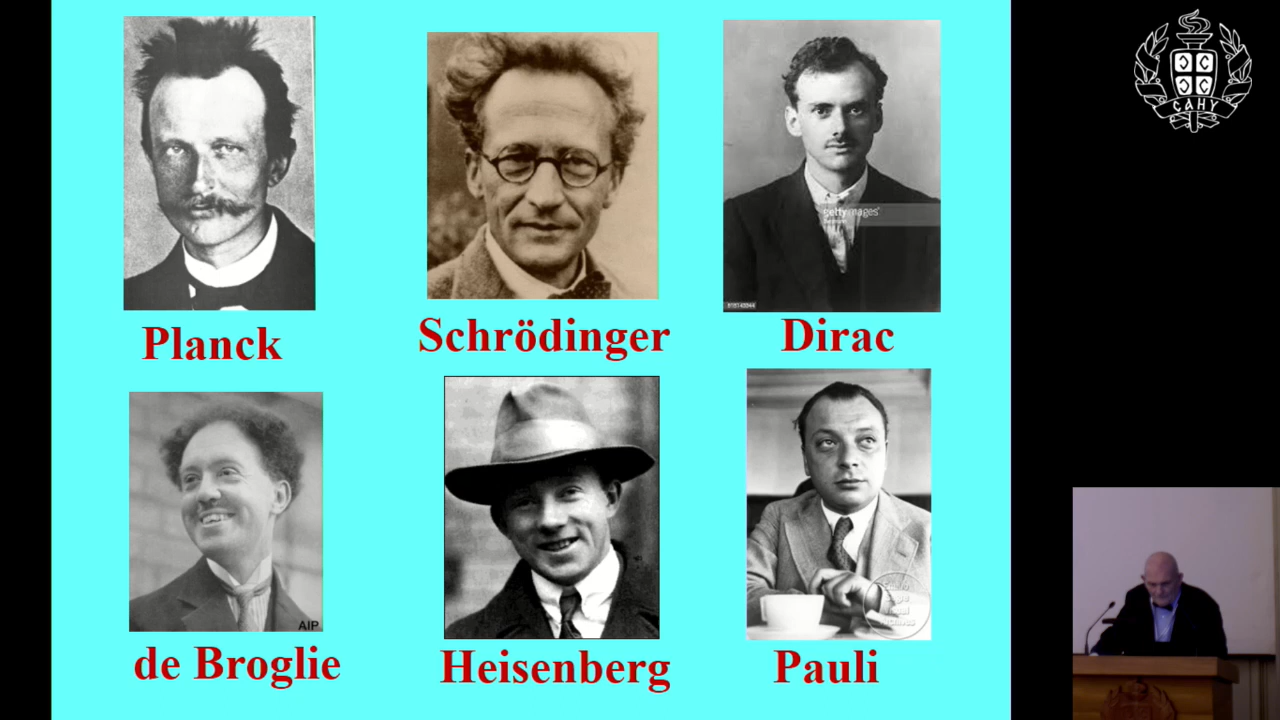 Planck
Schrödinger
Dirac
de Broglie
Heisenberg
Pauli
gettyimages®
AIP
САНУ